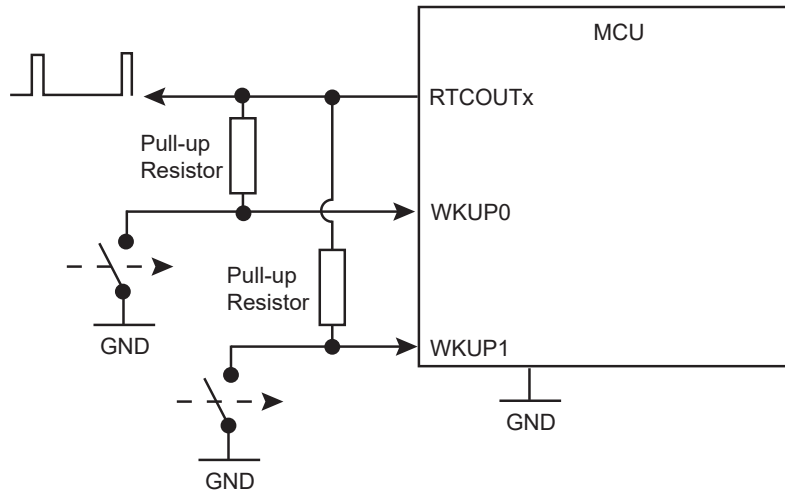 MCU
RTCOUTx
Pull-up
Resistor
WKUP0
Pull-up
Resistor
GND
WKUP1
GND
GND